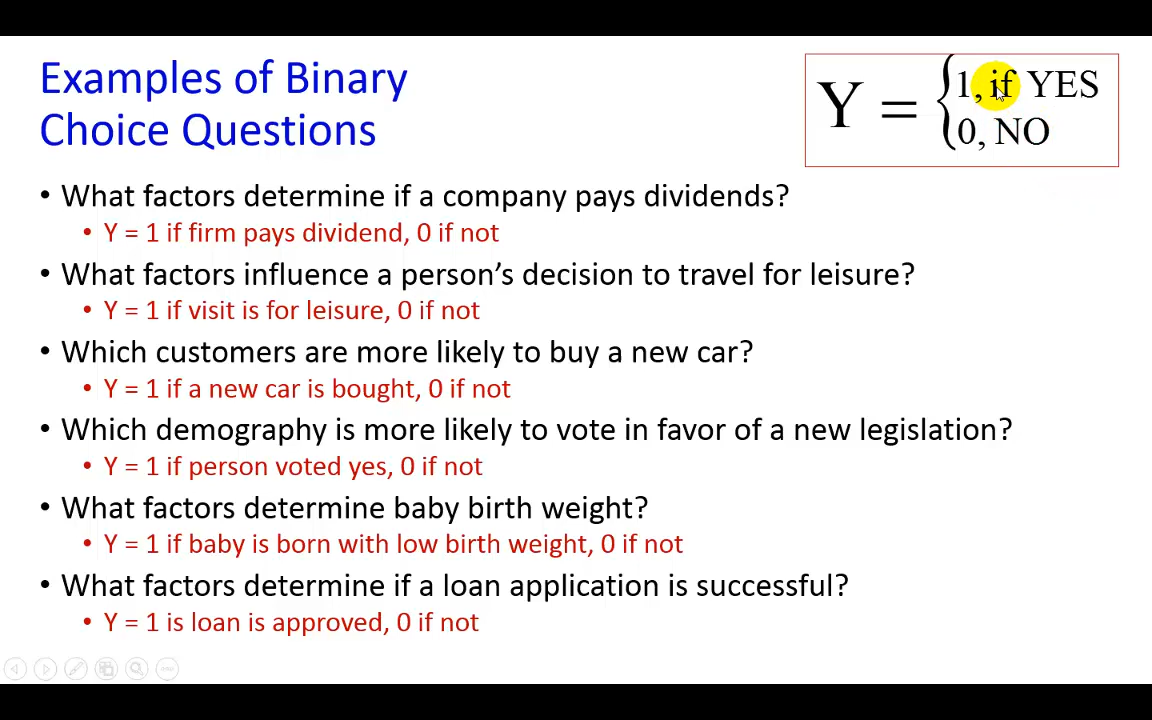 Examples of Binary
Choice Questions
Y = { 1, if YES
0, NO
• What factors determine if a company pays dividends?
• Y = 1 if firm pays dividend, 0 if not
• What factors influence a person’s decision to travel for leisure?
• Y = 1 if visit is for leisure, 0 if not
• Which customers are more likely to buy a new car?
• Y = 1 if a new car is bought, 0 if not
• Which demography is more likely to vote in favor of a new legislation?
• Y = 1 if person voted yes, 0 if not
• What factors determine baby birth weight?
• Y = 1 if baby is born with low birth weight, 0 if not
• What factors determine if a loan application is successful?
• Y = 1 is loan is approved, 0 if not